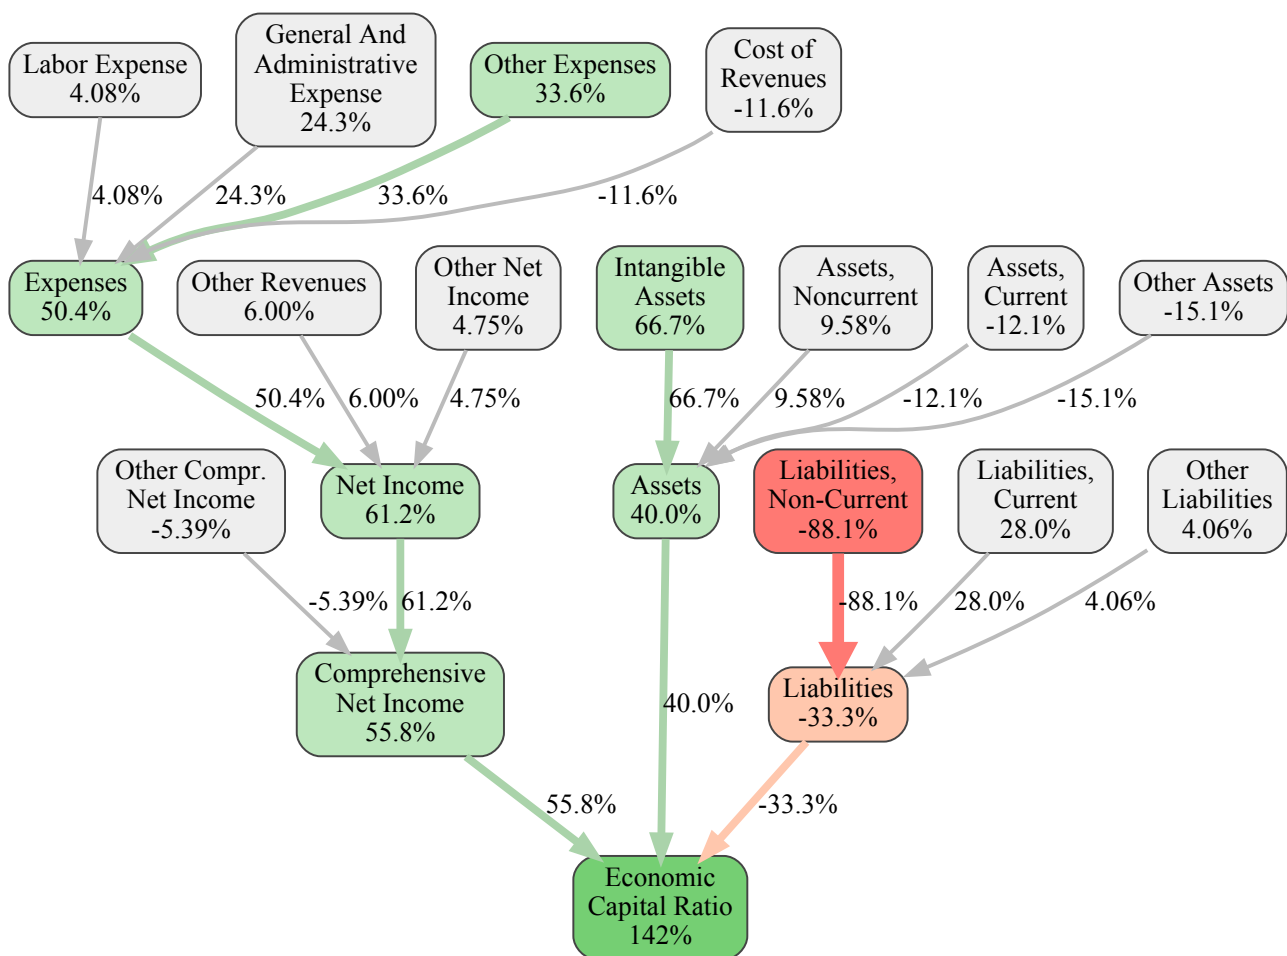 Labor Expense
4.08%
General And
Administrative
Expense
24.3%
Other Expenses
33.6%
Cost of
Revenues
-11.6%
4.08%
24.3%
33.6%
-11.6%
Expenses
50.4%
Other Revenues
6.00%
Other Net
Income
4.75%
Intangible
Assets
66.7%
Assets,
Noncurrent
9.58%
Assets,
Current
-12.1%
Other Assets
-15.1%
50.4%
6.00%
4.75%
66.7%
9.58%
-12.1%
-15.1%
Other Compr.
Net Income
-5.39%
Net Income
61.2%
Assets
40.0%
Liabilities,
Non-Current
-88.1%
Liabilities,
Current
28.0%
Other
Liabilities
4.06%
-5.39%
61.2%
-88.1%
28.0%
4.06%
Comprehensive
Net Income
55.8%
40.0%
Liabilities
-33.3%
55.8%
-33.3%
Economic
Capital Ratio
142%